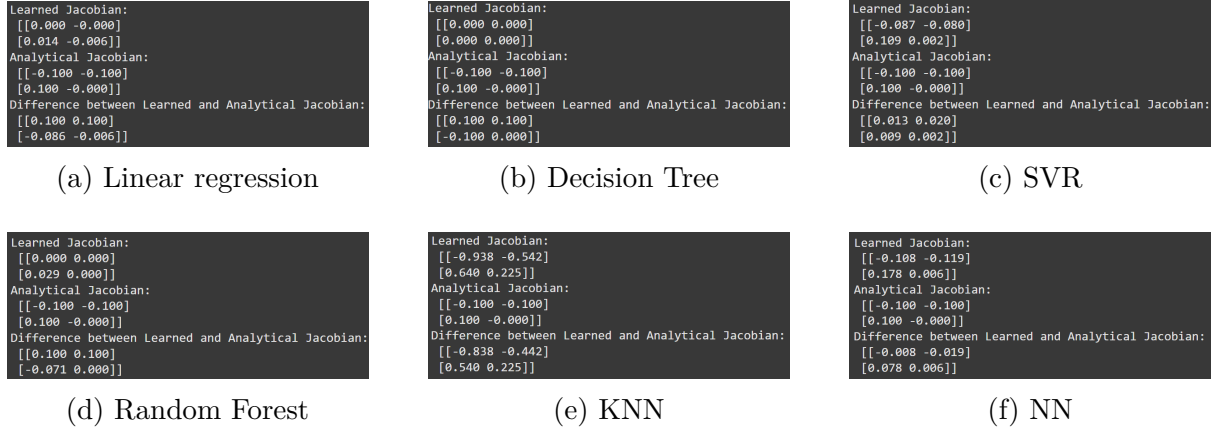 Learned Jacobian:
[[0.000 -0.000]
[0.014 -0.006]]
Analytical Jacobian:
[[-0.100 -0.100]
[0.100 -0.000]]
Difference between Learned and Analytical Jacobian:
[[0.100 0.100]
[-0.086 -0.006]]
(a) Linear regression
Learned Jacobian:
[[0.000 0.000]
[0.000 0.000]]
Analytical Jacobian:
[[-0.100 -0.100]
[0.100 -0.000]]
Difference between Learned and Analytical Jacobian:
[[0.100 0.100]
[-0.100 0.000]]
(b) Decision Tree
Learned Jacobian:
[[-0.087 -0.080]
[0.109 0.002]]
Analytical Jacobian:
[[-0.100 -0.100]
[0.100 -0.000]]
Difference between Learned and Analytical Jacobian:
[[0.013 0.020]
[0.009 0.002]]
(c) SVR
Learned Jacobian:
[[0.000 0.000]
[0.029 0.000]]
Analytical Jacobian:
[[-0.100 -0.100]
[0.100 -0.000]]
Difference between Learned and Analytical Jacobian:
[[0.100 0.100]
[-0.071 0.000]]
(d) Random Forest
Learned Jacobian:
[[-0.938 -0.542]
[0.640 0.225]]
Analytical Jacobian:
[[-0.100 -0.100]
[0.100 -0.000]]
Difference between Learned and Analytical Jacobian:
[[-0.838 -0.442]
[0.540 0.225]]
(e) KNN
Learned Jacobian:
[[-0.108 -0.119]
[0.178 0.006]]
Analytical Jacobian:
[[-0.100 -0.100]
[0.100 -0.000]]
Difference between Learned and Analytical Jacobian:
[[-0.008 -0.019]
[0.078 0.006]]
(f) NN